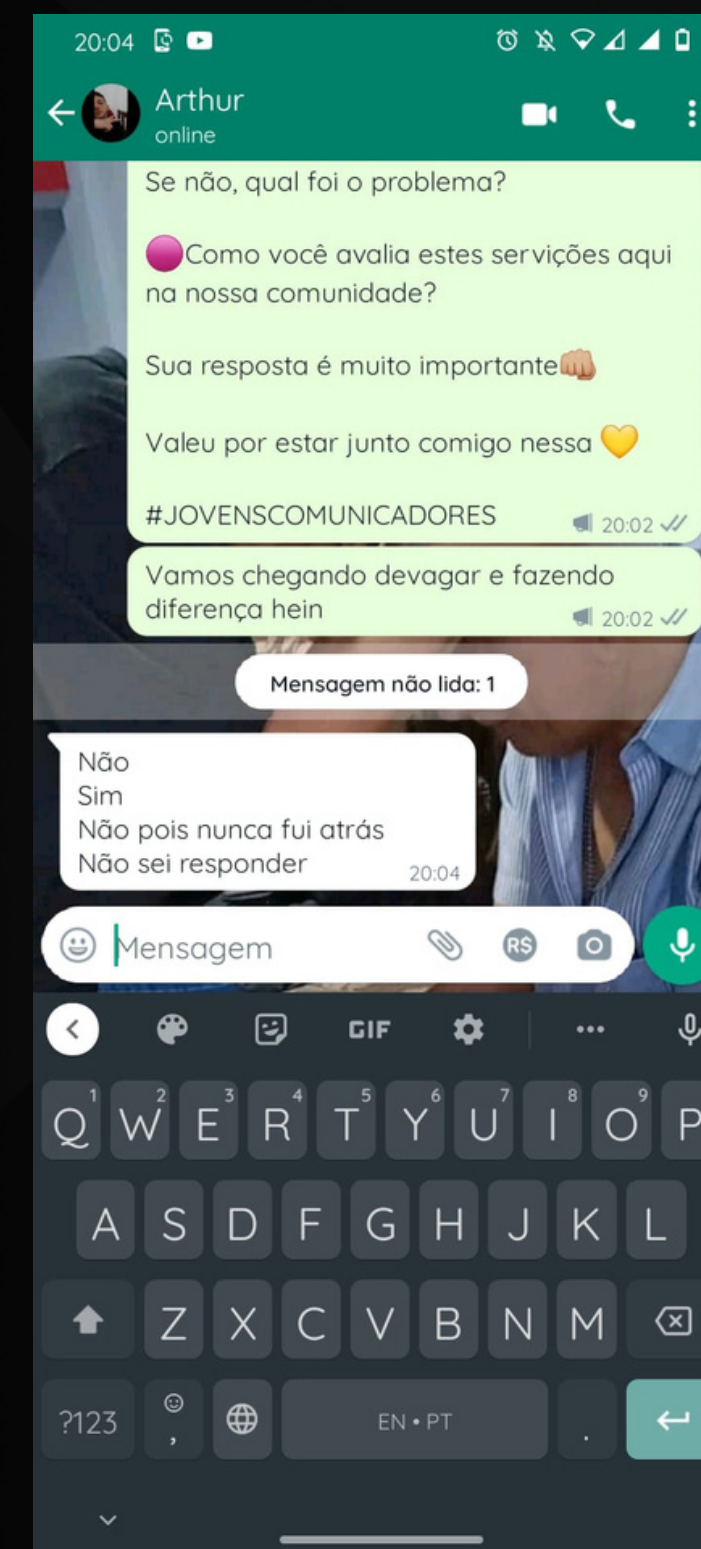 20:04
Arthur
online
Se não, qual foi o problema?
Como você avalia estes servições aqui
na nossa comunidade?
Sua resposta é muito importante👊🏼
Valeu por estar junto comigo nessa 💛
#JOVENSCOMUNICADORES
20:02
Vamos chegando devagar e fazendo
diferença hein
20:02
Mensagem não lida: 1
Não
Sim
Não pois nunca fui atrás
Não sei responder
20:04
Mensagem
R$
GIF
1 2 3 4 5 6 7 8 9
Q W E R T Y U I O P
A S D F G H J K L
Z X C V B N M
?123 , EN • PT .